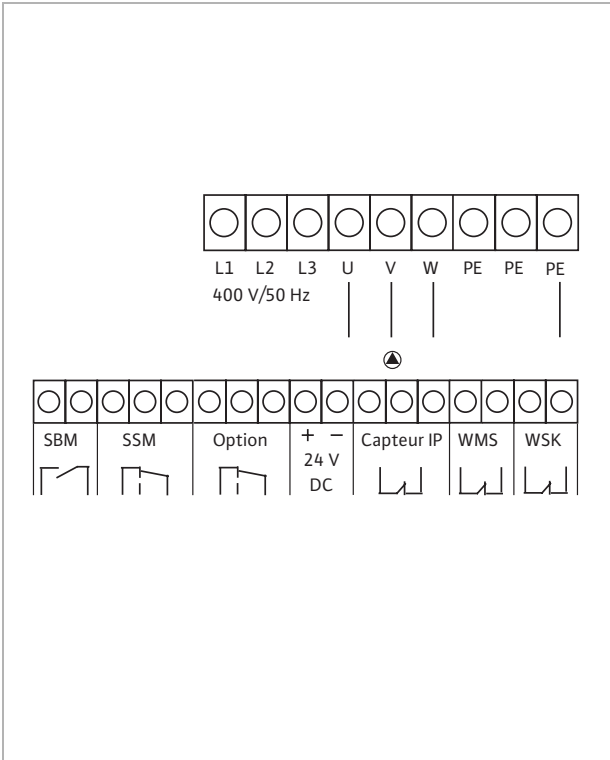 L1 L2 L3 U V W PE PE PE
400 V/50 Hz
SBM SSM Option + − Capteur IP WMS WSK
24 V
DC